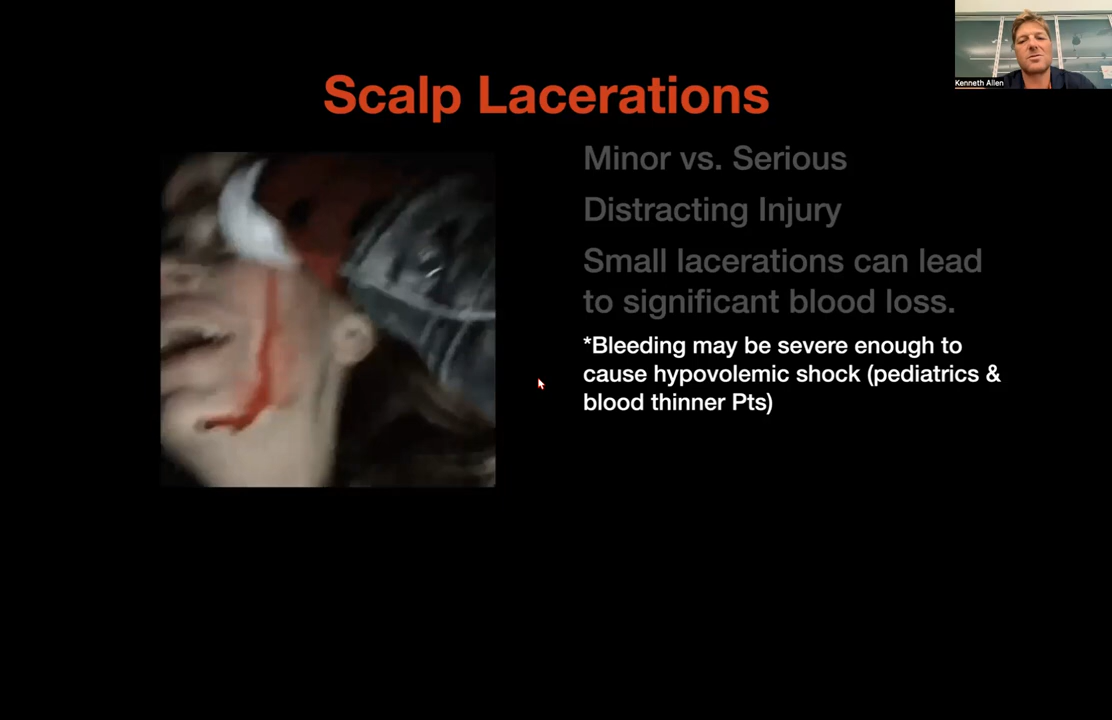 Kenneth Allen
Scalp Lacerations
Minor vs. Serious
Distracting Injury
Small lacerations can lead
to significant blood loss.
*Bleeding may be severe enough to
cause hypovolemic shock (pediatrics &
blood thinner Pts)